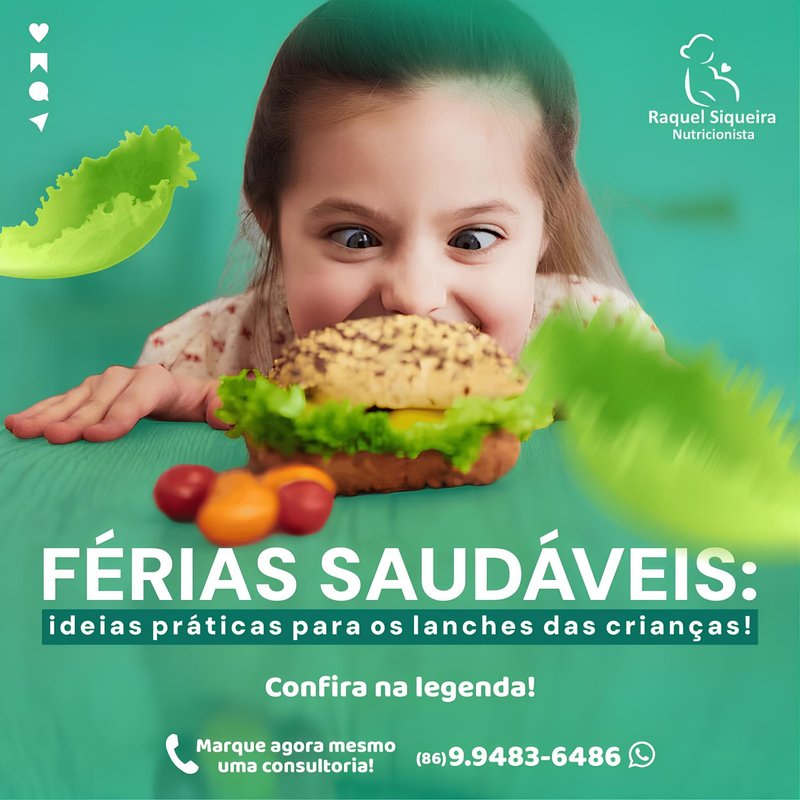 Raquel Siqueira
Nutricionista
FÉRIAS SAUDÁVEIS:
ideias práticas para os lanches das crianças!
Confira na legenda!
Marque agora mesmo
uma consultoria!
(86) 9.9483-6486